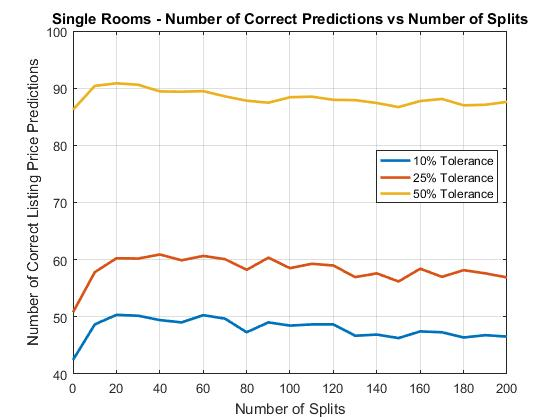 Single Rooms - Number of Correct Predictions vs Number of Splits
100
90
80
70
60
50
40
Number of Correct Listing Price Predictions
10% Tolerance
25% Tolerance
50% Tolerance
0 20 40 60 80 100 120 140 160 180 200
Number of Splits